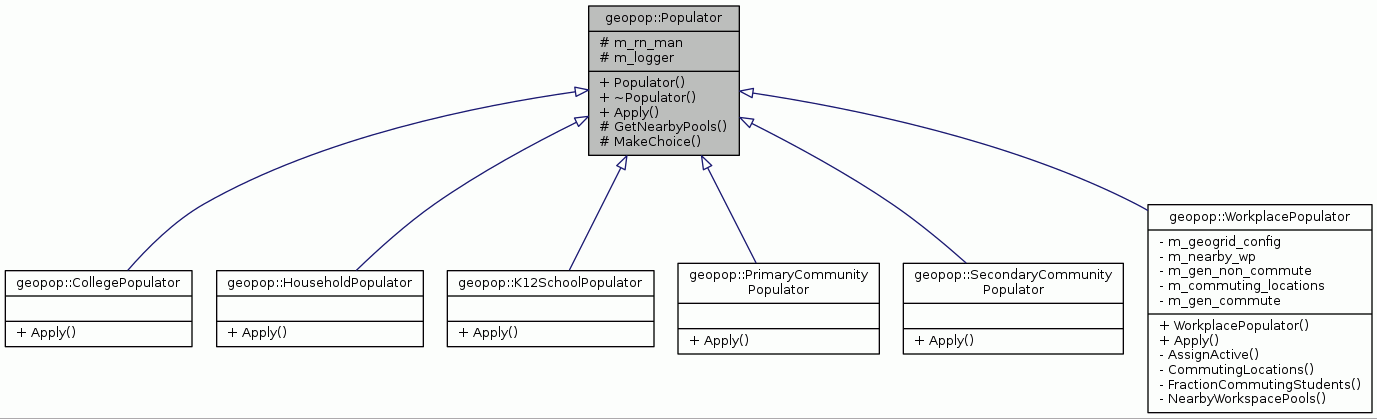 geopop::Populator
# m_rn_man
# m_logger
+ Populator()
+ ~Populator()
+ Apply()
# GetNearbyPools()
# MakeChoice()
geopop::CollegePopulator
+ Apply()
geopop::HouseholdPopulator
+ Apply()
geopop::K12SchoolPopulator
+ Apply()
geopop::PrimaryCommunity
Populator
+ Apply()
geopop::SecondaryCommunity
Populator
+ Apply()
geopop::WorkplacePopulator
- m_geogrid_config
- m_nearby_wp
- m_gen_non_commute
- m_commuting_locations
- m_gen_commute
+ WorkplacePopulator()
+ Apply()
- AssignActive()
- CommutingLocations()
- FractionCommutingStudents()
- NearbyWorkspacePools()